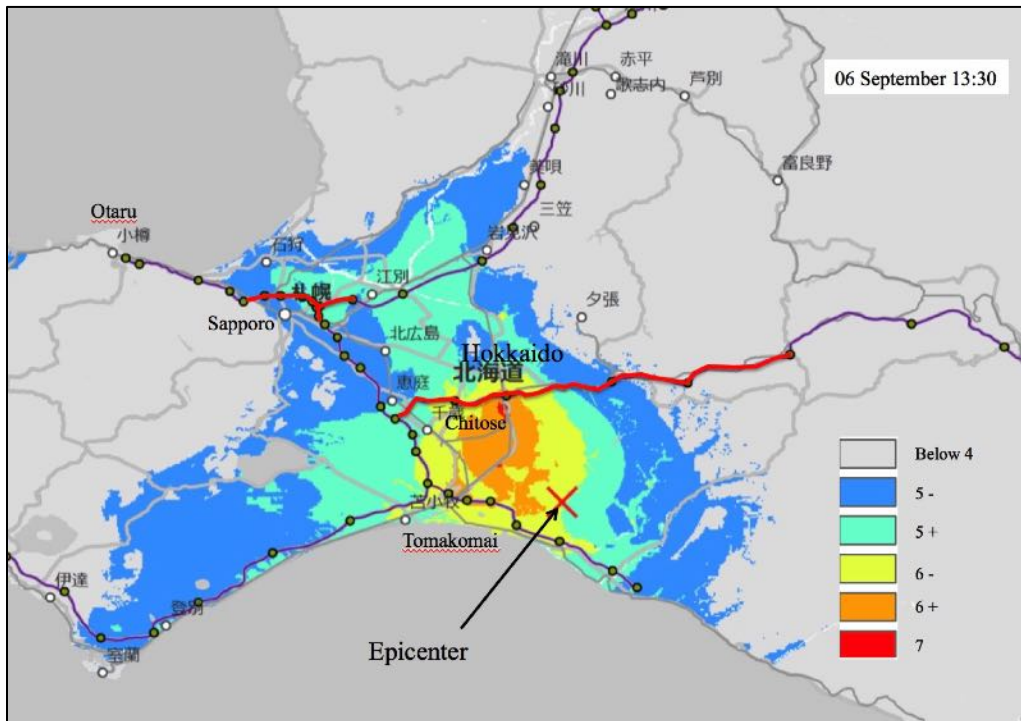 06 September 13:30
滝川
赤平
歌志内
芦別
美唄
富良野
三笠
岩見沢
Otaru
小樽
石狩
江別
札幌
Sapporo
夕張
北広島
Hokkaido
北海道
恵庭
千歳
Chitose
苫小牧
Tomakomai
伊達
登別
室蘭
Epicenter
Below 4
5 -
5 +
6 -
6 +
7